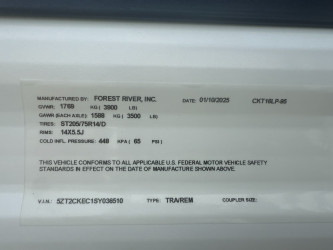 MANUFACTURED BY: FOREST RIVER, INC. DATE: 01/10/2025 CKT16LP-95
GVWR: 1769 KG ( 3900 LB)
GAWR (EACH AXLE): 1588 KG ( 3500 LB)
TIRES: ST205/75R14/D
RIMS: 14X5.5J
COLD INFL. PRESSURE: 448 KPA ( 65 PSI)
THIS VEHICLE CONFORMS TO ALL APPLICABLE U.S. FEDERAL MOTOR VEHICLE SAFETY
STANDARDS IN EFFECT ON THE DATE OF MANUFACTURE SHOWN ABOVE.
V.I.N.: 5ZT2CKEC1SY036510 TYPE: TRA/REM COUPLER SIZE: